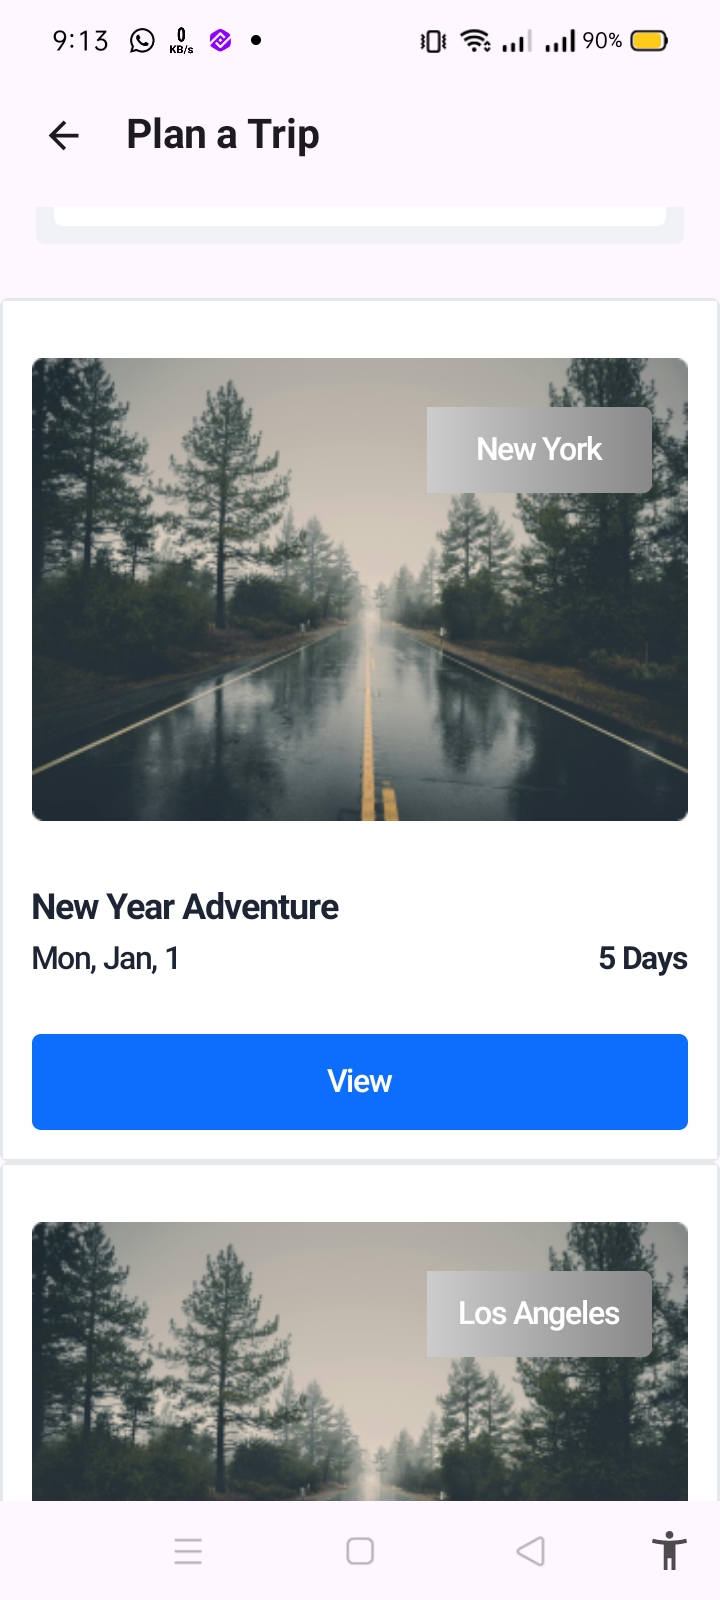 9:13
0
KB/s
90%
Plan a Trip
New York
New Year Adventure
Mon, Jan, 1
5 Days
View
Los Angeles